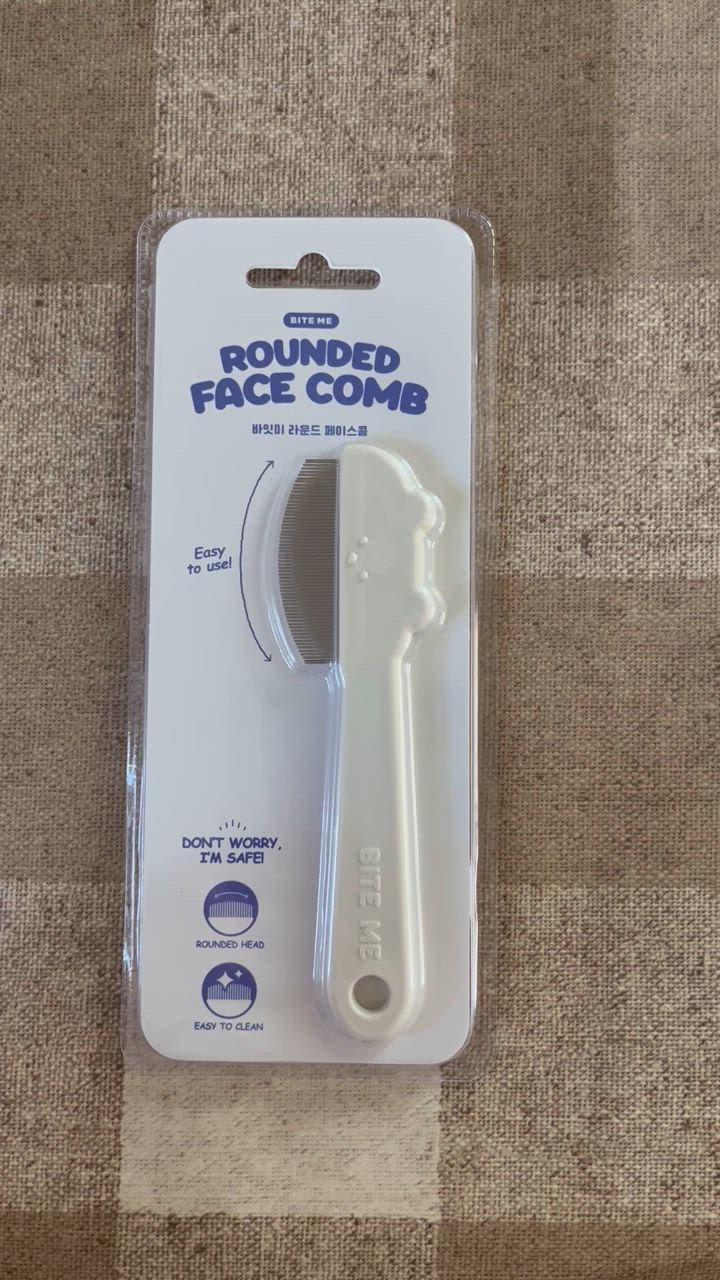 BITE ME
ROUNDED
FACE COMB
바잇미 라운드 페이스콤
Easy
to use!
DON'T WORRY,
I'M SAFE!
ROUNDED HEAD
EASY TO CLEAN
BITE ME